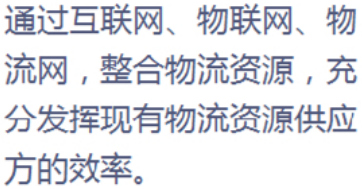 通过互联网、物联网、物
流网，整合物流资源，充
分发挥现有物流资源供应
方的效率。